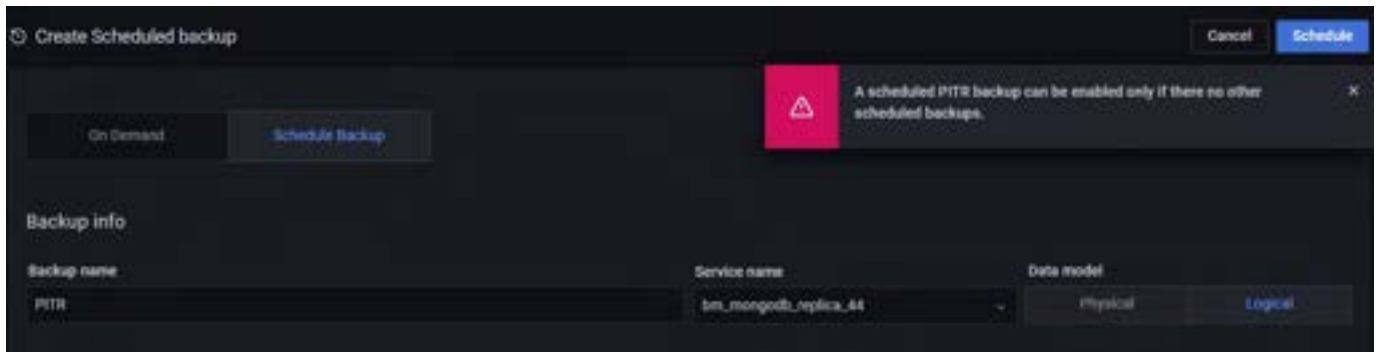 Create Scheduled backup
Cancel
Schedule
A scheduled PITR backup can be enabled only if there no other
scheduled backups.
On Demand
Schedule Backup
Backup info
Backup name
Service name
Data model
PITR
bm_mongodb_replica_44
Physical
Logical